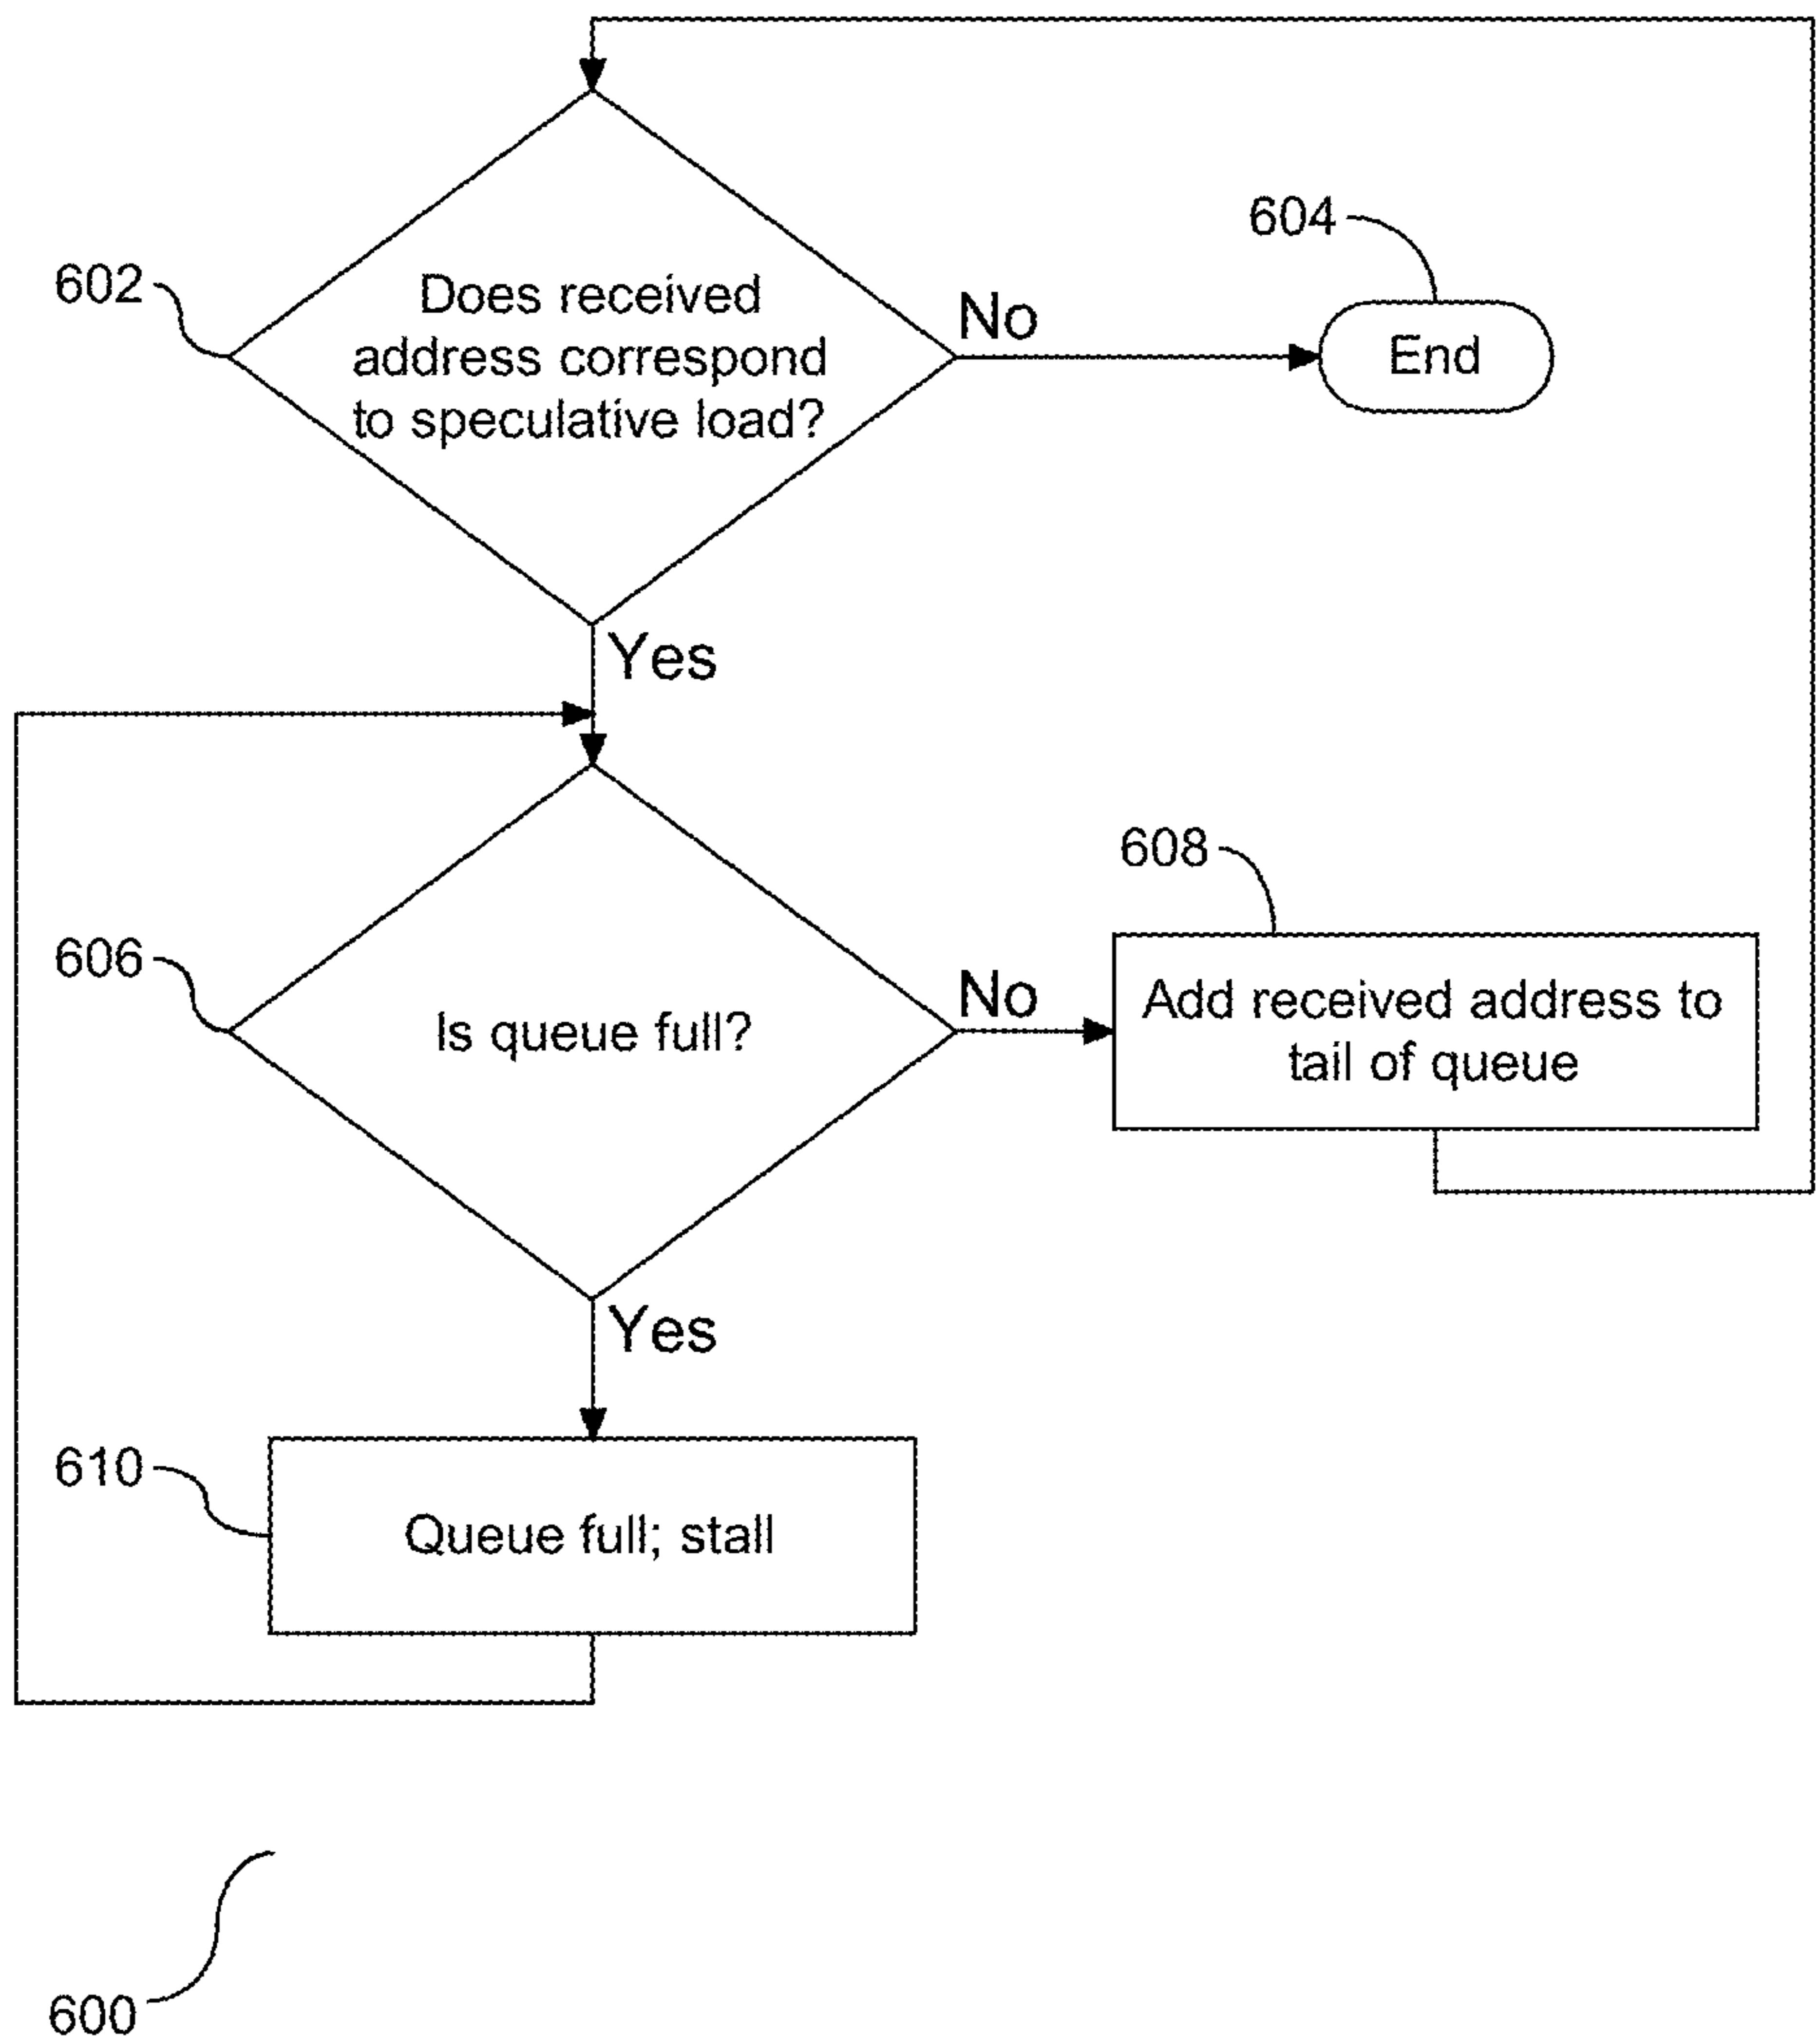 604
602
Does received
address correspond
to speculative load?
No
End
Yes
608
606
Is queue full?
No
Add received address to
tail of queue
Yes
610
Queue full; stall
600